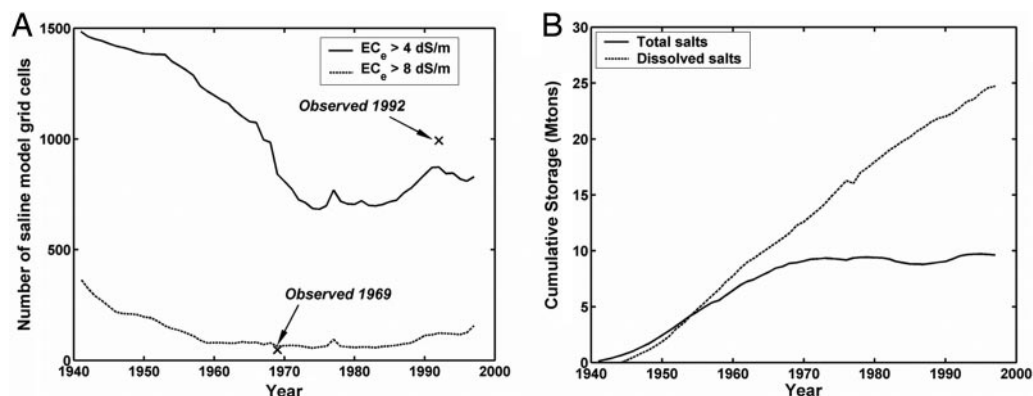 A
1500
1000
500
0
Number of saline model grid cells
EC_e > 4 dS/m
EC_e > 8 dS/m
Observed 1992
Observed 1969
1940 1950 1960 1970 1980 1990 2000
Year
B
30
25
20
15
10
5
0
Cumulative Storage (Mtons)
Total salts
Dissolved salts
1940 1950 1960 1970 1980 1990 2000
Year